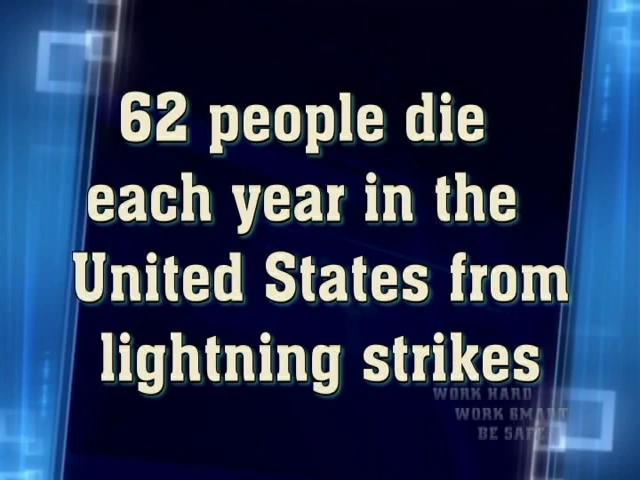 62 people die
each year in the
United States from
lightning strikes
WORK HARD
WORK SMART
BE SAFE